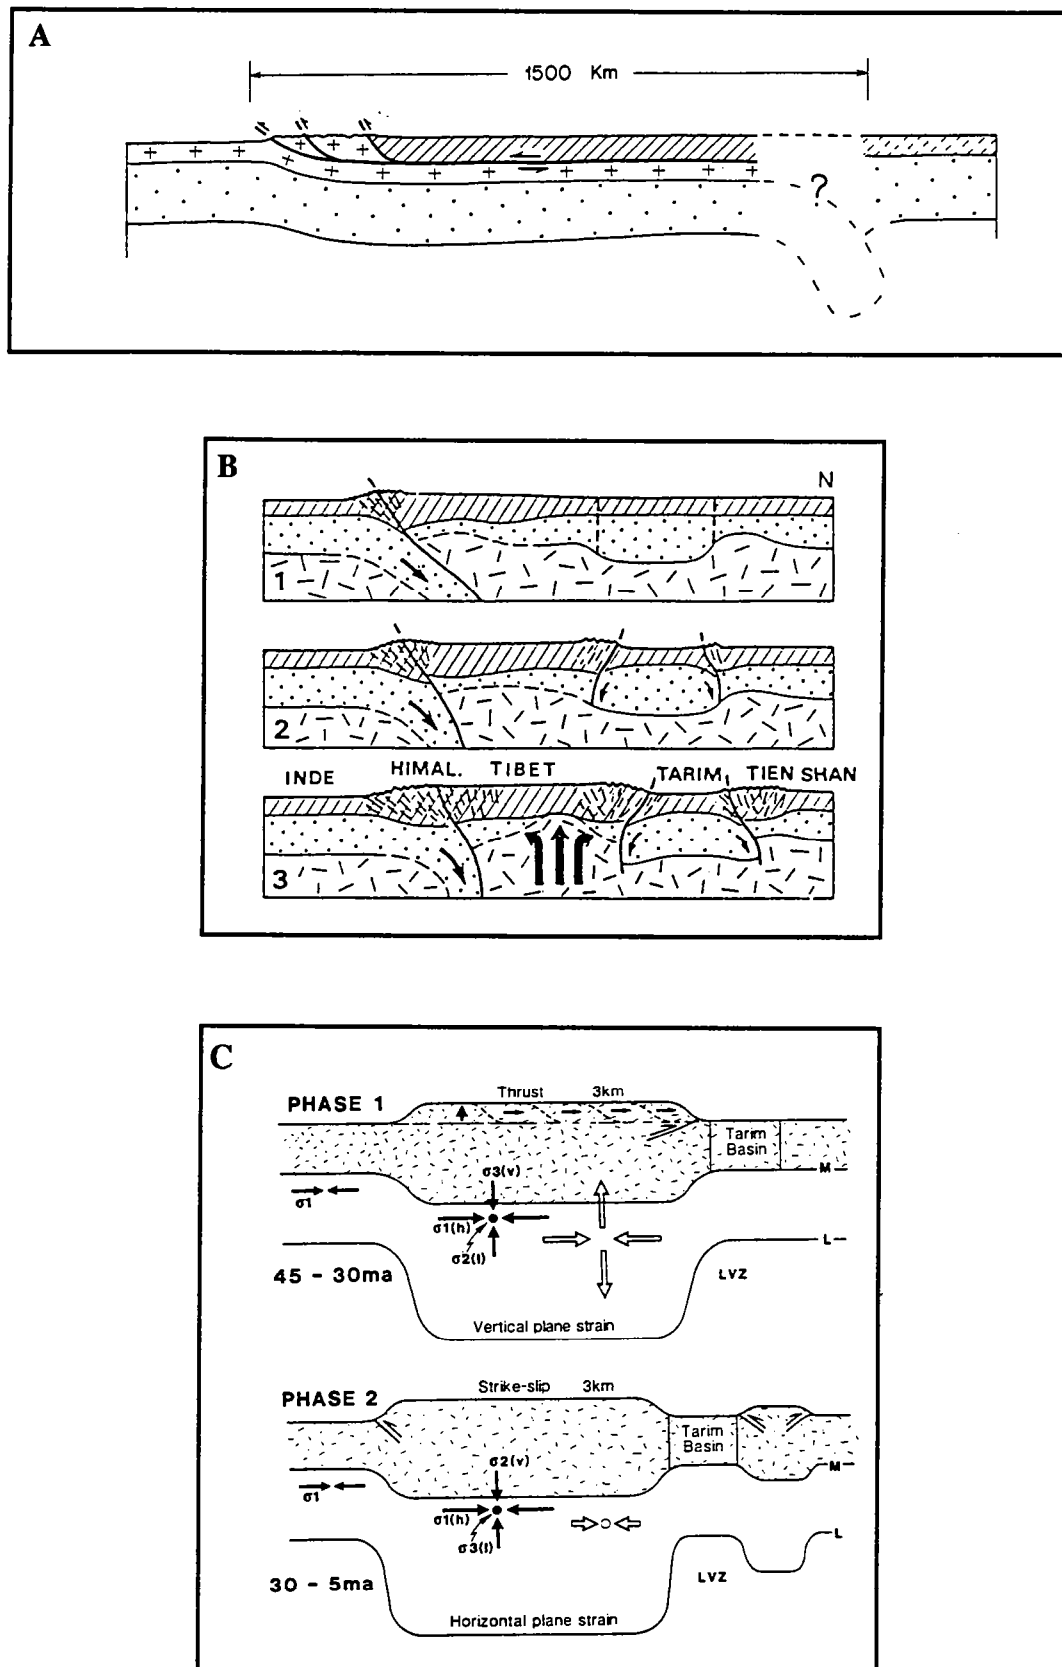 A
1500 Km
?
B
N
1
2
INDE HIMAL. TIBET TARIM TIEN SHAN
3
C
PHASE 1
Thrust 3km
Tarim
Basin
M
σ3(v)
σ1
σ1(h)
σ2(l)
L
45 - 30ma
LVZ
Vertical plane strain
PHASE 2
Strike-slip 3km
Tarim
Basin
M
σ2(v)
σ1
σ1(h)
σ3(l)
L
30 - 5ma
LVZ
Horizontal plane strain